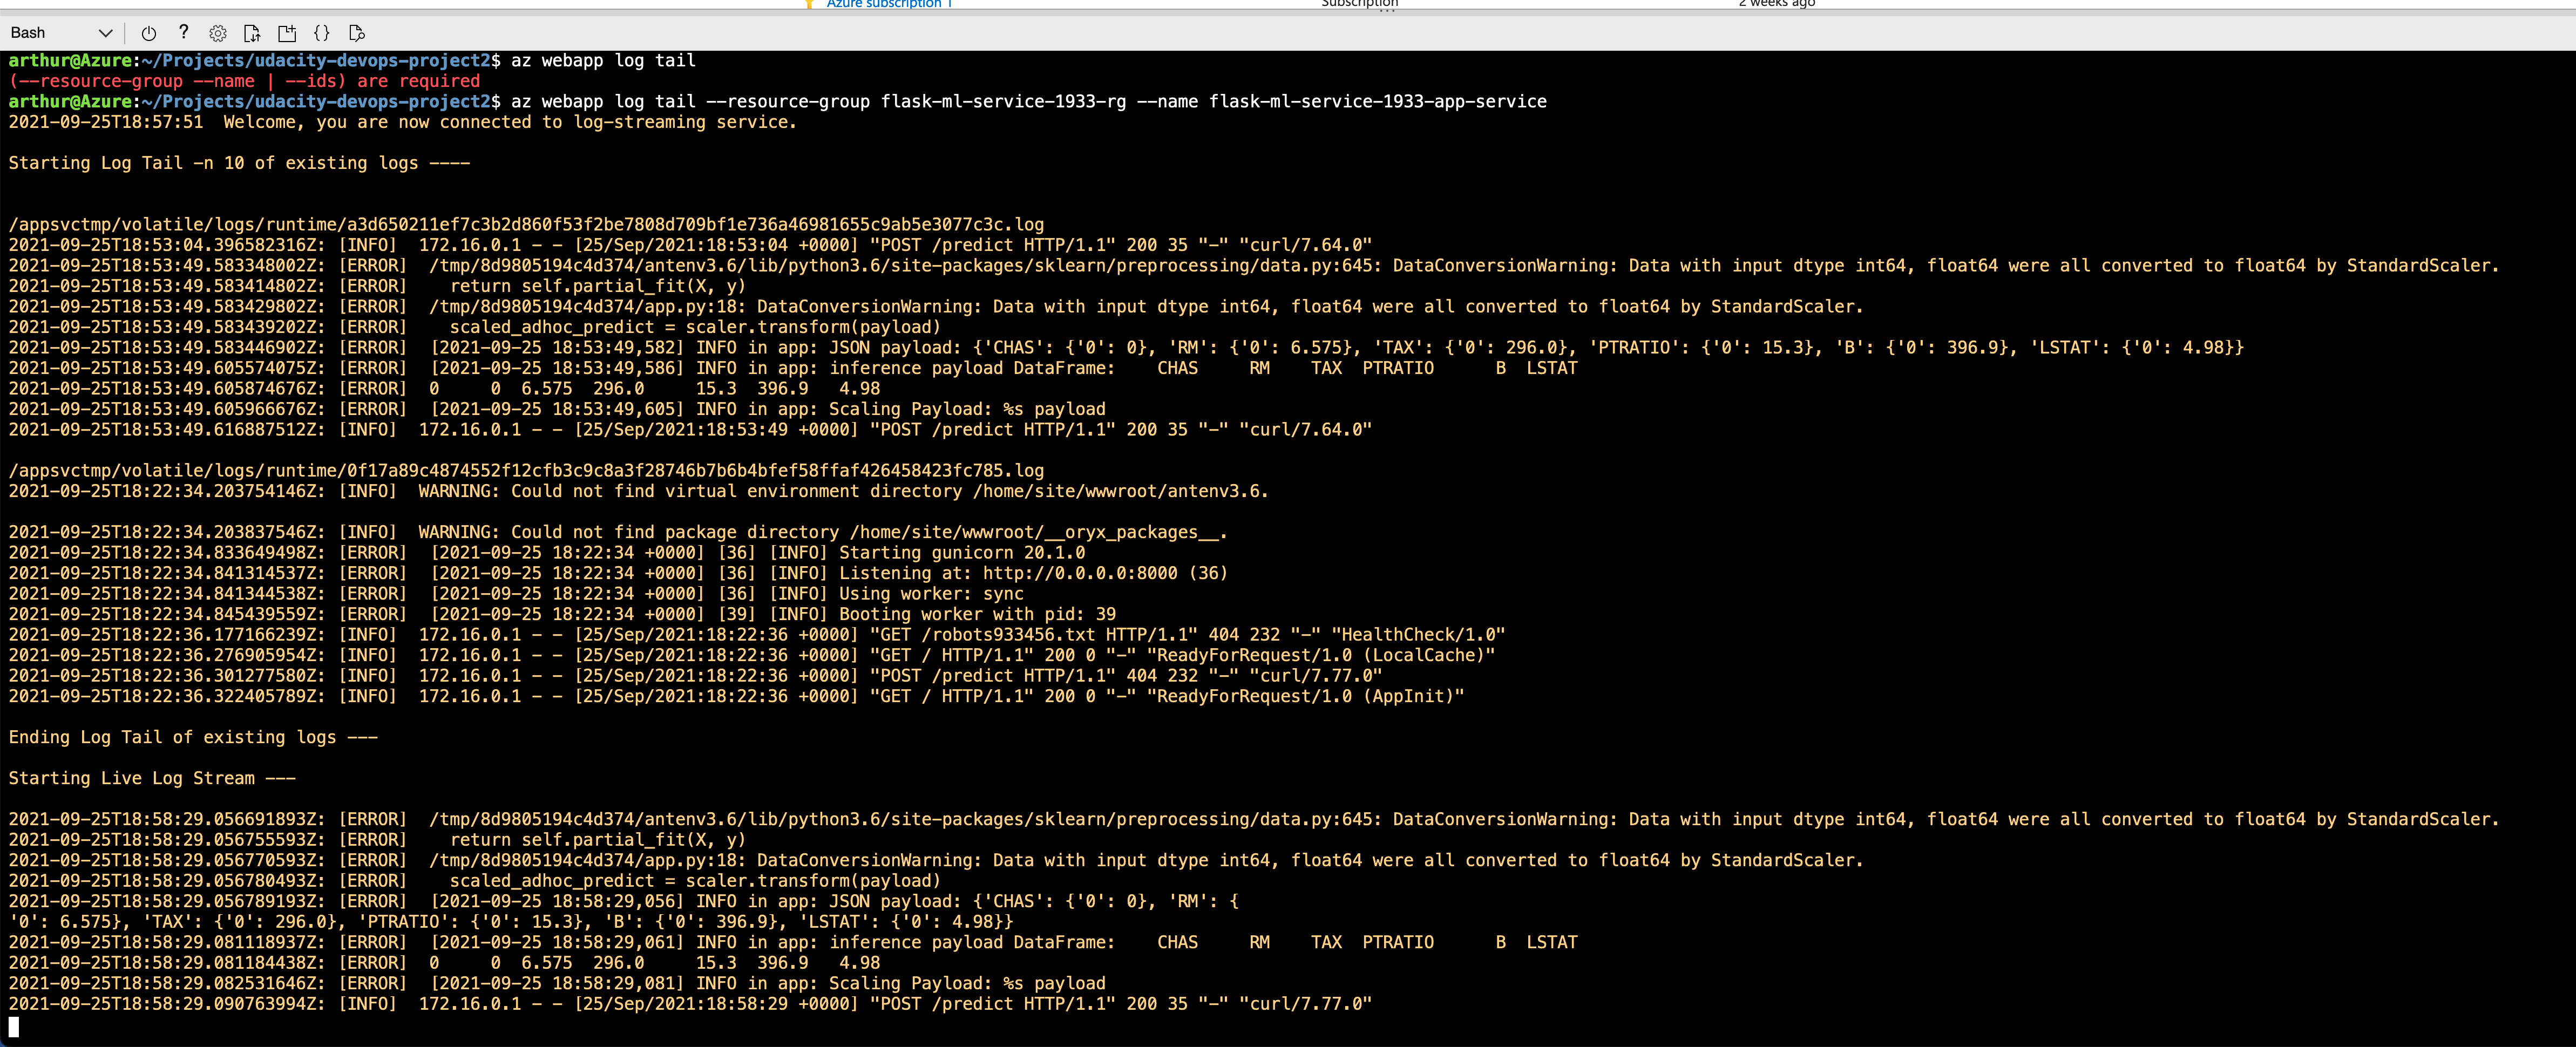 Azure subscription 1 Subscription 2 weeks ago
Bash
arthur@Azure:~/Projects/udacity-devops-project2$ az webapp log tail
(--resource-group --name | --ids) are required
arthur@Azure:~/Projects/udacity-devops-project2$ az webapp log tail --resource-group flask-ml-service-1933-rg --name flask-ml-service-1933-app-service
2021-09-25T18:57:51  Welcome, you are now connected to log-streaming service.
Starting Log Tail -n 10 of existing logs ----
/appsvctmp/volatile/logs/runtime/a3d650211ef7c3b2d860f53f2be7808d709bf1e736a46981655c9ab5e3077c3c.log
2021-09-25T18:53:04.396582316Z: [INFO]  172.16.0.1 - - [25/Sep/2021:18:53:04 +0000] "POST /predict HTTP/1.1" 200 35 "-" "curl/7.64.0"
2021-09-25T18:53:49.583348002Z: [ERROR]  /tmp/8d9805194c4d374/antenv3.6/lib/python3.6/site-packages/sklearn/preprocessing/data.py:645: DataConversionWarning: Data with input dtype int64, float64 were all converted to float64 by StandardScaler.
2021-09-25T18:53:49.583414802Z: [ERROR]    return self.partial_fit(X, y)
2021-09-25T18:53:49.583429802Z: [ERROR]  /tmp/8d9805194c4d374/app.py:18: DataConversionWarning: Data with input dtype int64, float64 were all converted to float64 by StandardScaler.
2021-09-25T18:53:49.583439202Z: [ERROR]    scaled_adhoc_predict = scaler.transform(payload)
2021-09-25T18:53:49.583446902Z: [ERROR]  [2021-09-25 18:53:49,582] INFO in app: JSON payload: {'CHAS': {'0': 0}, 'RM': {'0': 6.575}, 'TAX': {'0': 296.0}, 'PTRATIO': {'0': 15.3}, 'B': {'0': 396.9}, 'LSTAT': {'0': 4.98}}
2021-09-25T18:53:49.605574075Z: [ERROR]  [2021-09-25 18:53:49,586] INFO in app: inference payload DataFrame:    CHAS     RM    TAX  PTRATIO      B  LSTAT
2021-09-25T18:53:49.605874676Z: [ERROR]  0     0  6.575  296.0     15.3  396.9   4.98
2021-09-25T18:53:49.605966676Z: [ERROR]  [2021-09-25 18:53:49,605] INFO in app: Scaling Payload: %s payload
2021-09-25T18:53:49.616887512Z: [INFO]  172.16.0.1 - - [25/Sep/2021:18:53:49 +0000] "POST /predict HTTP/1.1" 200 35 "-" "curl/7.64.0"
/appsvctmp/volatile/logs/runtime/0f17a89c4874552f12cfb3c9c8a3f28746b7b6b4bfef58ffaf426458423fc785.log
2021-09-25T18:22:34.203754146Z: [INFO]  WARNING: Could not find virtual environment directory /home/site/wwwroot/antenv3.6.
2021-09-25T18:22:34.203837546Z: [INFO]  WARNING: Could not find package directory /home/site/wwwroot/__oryx_packages__.
2021-09-25T18:22:34.833649498Z: [ERROR]  [2021-09-25 18:22:34 +0000] [36] [INFO] Starting gunicorn 20.1.0
2021-09-25T18:22:34.841314537Z: [ERROR]  [2021-09-25 18:22:34 +0000] [36] [INFO] Listening at: http://0.0.0.0:8000 (36)
2021-09-25T18:22:34.841344538Z: [ERROR]  [2021-09-25 18:22:34 +0000] [36] [INFO] Using worker: sync
2021-09-25T18:22:34.845439559Z: [ERROR]  [2021-09-25 18:22:34 +0000] [39] [INFO] Booting worker with pid: 39
2021-09-25T18:22:36.177166239Z: [INFO]  172.16.0.1 - - [25/Sep/2021:18:22:36 +0000] "GET /robots933456.txt HTTP/1.1" 404 232 "-" "HealthCheck/1.0"
2021-09-25T18:22:36.276905954Z: [INFO]  172.16.0.1 - - [25/Sep/2021:18:22:36 +0000] "GET / HTTP/1.1" 200 0 "-" "ReadyForRequest/1.0 (LocalCache)"
2021-09-25T18:22:36.301277580Z: [INFO]  172.16.0.1 - - [25/Sep/2021:18:22:36 +0000] "POST /predict HTTP/1.1" 404 232 "-" "curl/7.77.0"
2021-09-25T18:22:36.322405789Z: [INFO]  172.16.0.1 - - [25/Sep/2021:18:22:36 +0000] "GET / HTTP/1.1" 200 0 "-" "ReadyForRequest/1.0 (AppInit)"
Ending Log Tail of existing logs ---
Starting Live Log Stream ---
2021-09-25T18:58:29.056691893Z: [ERROR]  /tmp/8d9805194c4d374/antenv3.6/lib/python3.6/site-packages/sklearn/preprocessing/data.py:645: DataConversionWarning: Data with input dtype int64, float64 were all converted to float64 by StandardScaler.
2021-09-25T18:58:29.056755593Z: [ERROR]    return self.partial_fit(X, y)
2021-09-25T18:58:29.056770593Z: [ERROR]  /tmp/8d9805194c4d374/app.py:18: DataConversionWarning: Data with input dtype int64, float64 were all converted to float64 by StandardScaler.
2021-09-25T18:58:29.056780493Z: [ERROR]    scaled_adhoc_predict = scaler.transform(payload)
2021-09-25T18:58:29.056789193Z: [ERROR]  [2021-09-25 18:58:29,056] INFO in app: JSON payload: {'CHAS': {'0': 0}, 'RM': {
'0': 6.575}, 'TAX': {'0': 296.0}, 'PTRATIO': {'0': 15.3}, 'B': {'0': 396.9}, 'LSTAT': {'0': 4.98}}
2021-09-25T18:58:29.081118937Z: [ERROR]  [2021-09-25 18:58:29,061] INFO in app: inference payload DataFrame:    CHAS     RM    TAX  PTRATIO      B  LSTAT
2021-09-25T18:58:29.081184438Z: [ERROR]  0     0  6.575  296.0     15.3  396.9   4.98
2021-09-25T18:58:29.082531646Z: [ERROR]  [2021-09-25 18:58:29,081] INFO in app: Scaling Payload: %s payload
2021-09-25T18:58:29.090763994Z: [INFO]  172.16.0.1 - - [25/Sep/2021:18:58:29 +0000] "POST /predict HTTP/1.1" 200 35 "-" "curl/7.77.0"